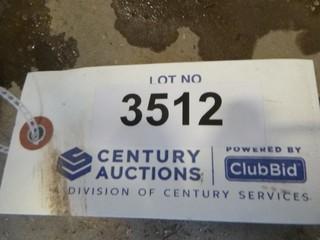 LOT NO
3512
CENTURY AUCTIONS
POWERED BY
ClubBid
A DIVISION OF CENTURY SERVICES